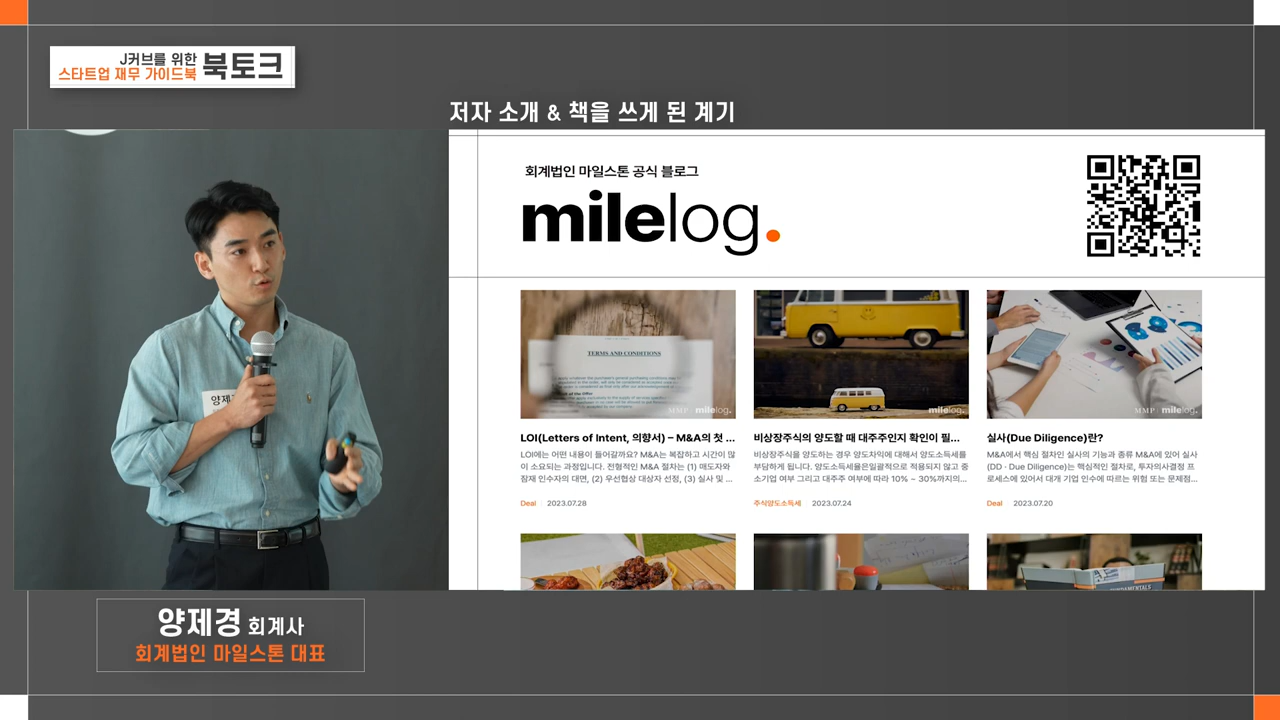 J커브를 위한
스타트업 재무 가이드북 북토크
저자 소개 & 책을 쓰게 된 계기
회계법인 마일스톤 공식 블로그
milelog.
TERMS AND CONDITIONS
MMP milelog.
milelog.
MMP milelog.
LOI(Letters of Intent, 의향서) – M&A의 첫 ...
LOI에는 어떤 내용이 들어갈까요? M&A는 복잡하고 시간이 많
이 소요되는 과정입니다. 전형적인 M&A 절차는 (1) 매도자와
잠재 인수자의 대면, (2) 우선협상 대상자 선정, (3) 실사 및 ...
Deal 2023.07.28
비상장주식의 양도할 때 대주주인지 확인이 필...
비상장주식을 양도하는 경우 양도차익에 대해서 양도소득세를
부담하게 됩니다. 양도소득세율은일괄적으로 적용되지 않고 중
소기업 여부 그리고 대주주 여부에 따라 10% ~ 30%까지의...
주식양도소득세 2023.07.24
실사(Due Diligence)란?
M&A에서 핵심 절차인 실사의 기능과 종류 M&A에 있어 실사
(DD · Due Diligence)는 핵심적인 절차로, 투자의사결정 프
로세스에 있어서 대개 기업 인수에 따르는 위험 또는 문제점...
Deal 2023.07.20
양제
양제경 회계사
회계법인 마일스톤 대표